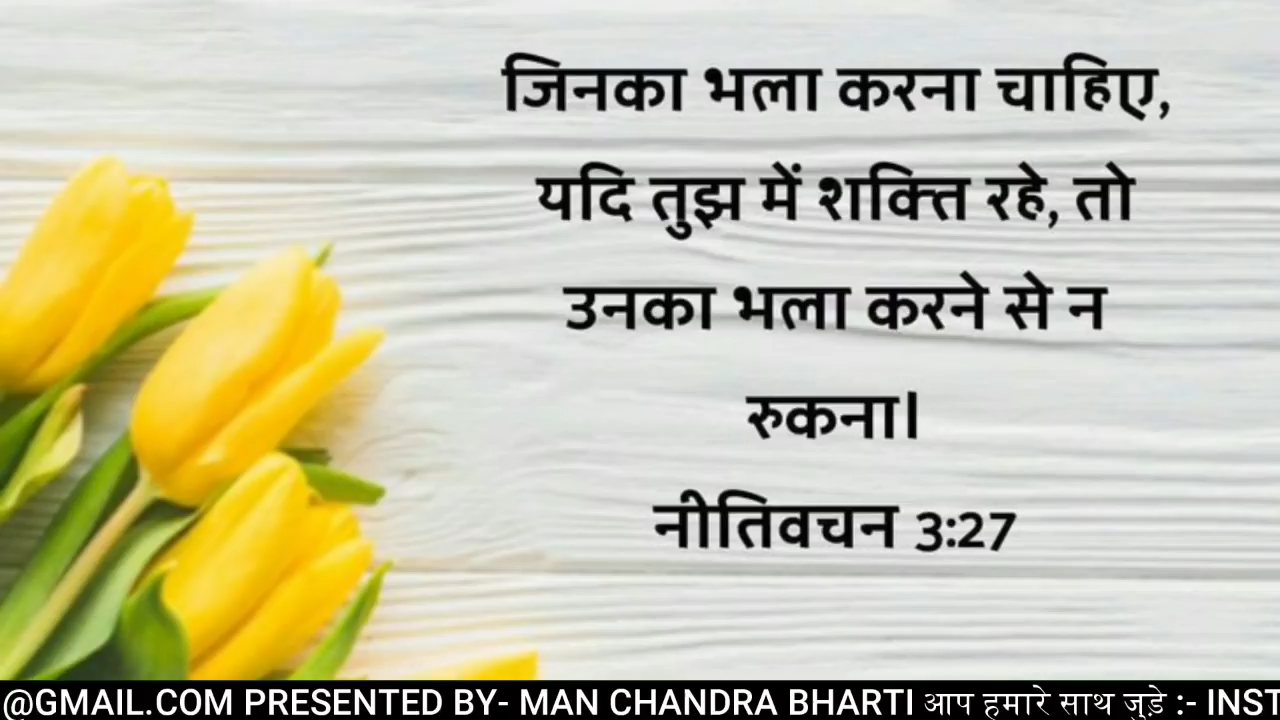 जिनका भला करना चाहिए,
यदि तुझ में शक्ति रहे, तो
उनका भला करने से न
रुकना।
नीतिवचन 3:27
@GMAIL.COM PRESENTED BY- MAN CHANDRA BHARTI आप हमारे साथ जुड़े :- INST